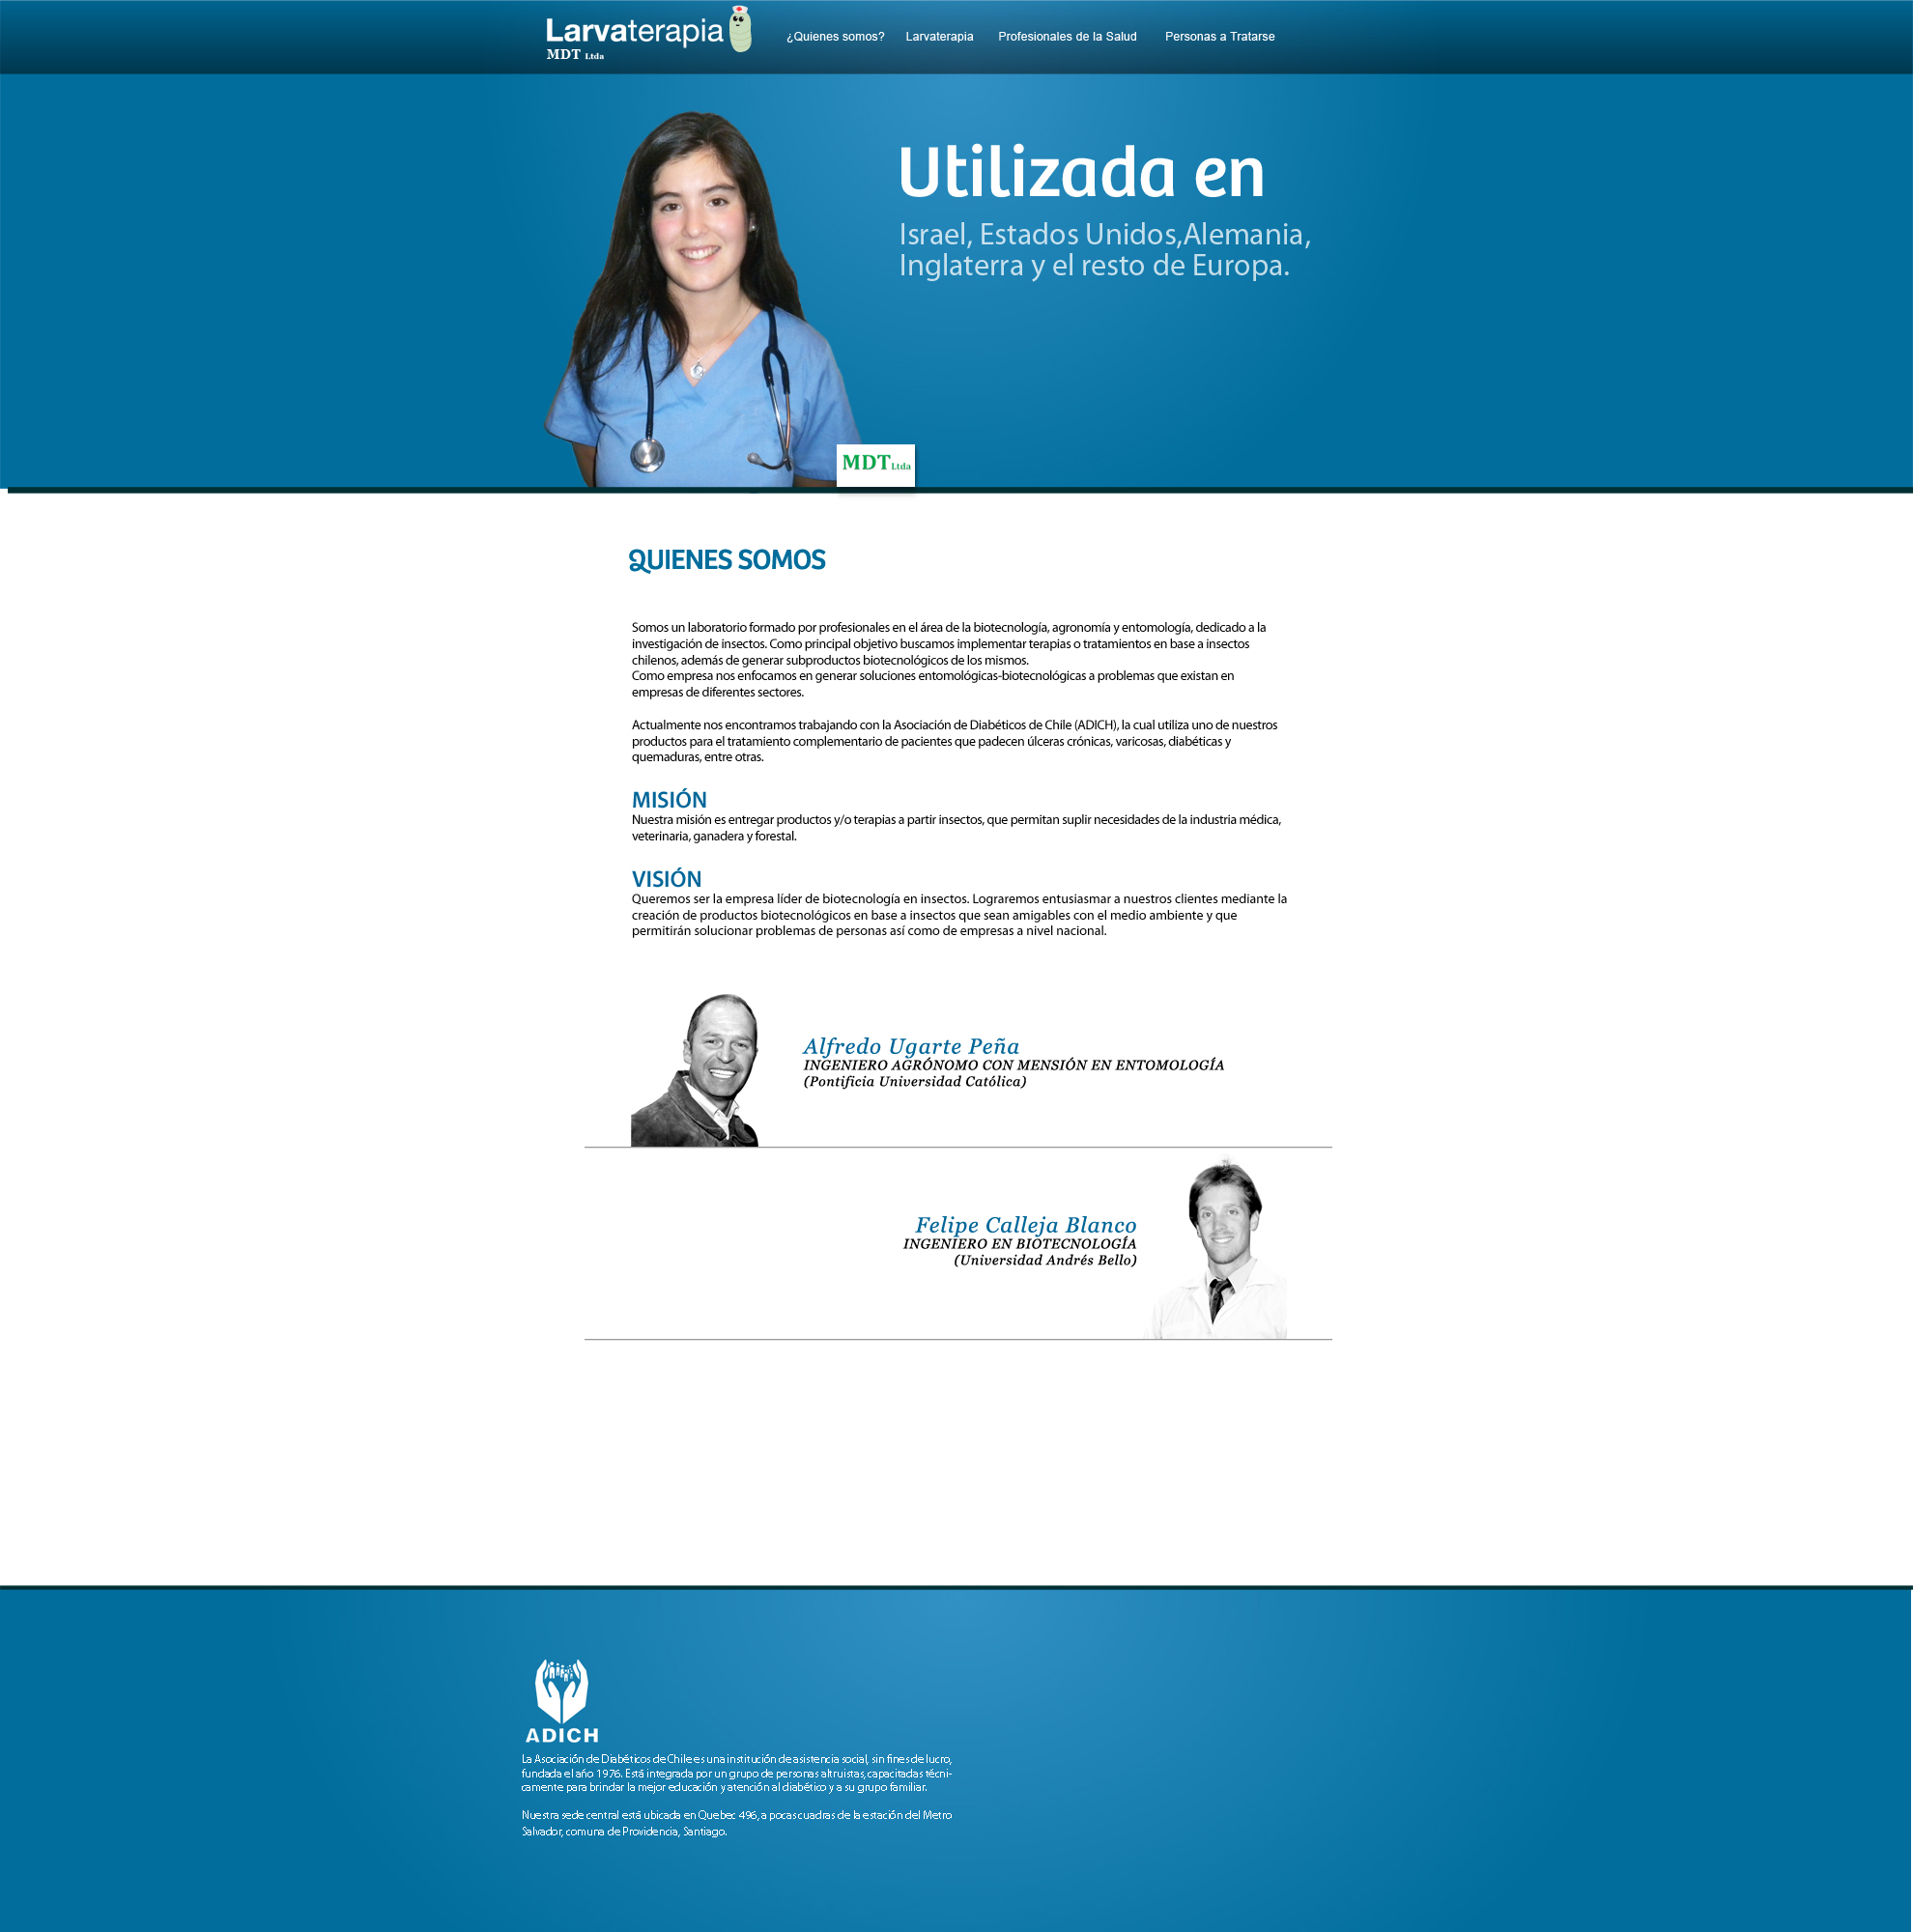 Larvaterapia
MDT Ltda
¿Quienes somos? Larvaterapia Profesionales de la Salud Personas a Tratarse
Utilizada en
Israel, Estados Unidos,Alemania,
Inglaterra y el resto de Europa.
MDT Ltda
QUIENES SOMOS
Somos un laboratorio formado por profesionales en el área de la biotecnología, agronomía y entomología, dedicado a la
investigación de insectos. Como principal objetivo buscamos implementar terapias o tratamientos en base a insectos
chilenos, además de generar subproductos biotecnológicos de los mismos.
Como empresa nos enfocamos en generar soluciones entomológicas-biotecnológicas a problemas que existan en
empresas de diferentes sectores.
Actualmente nos encontramos trabajando con la Asociación de Diabéticos de Chile (ADICH), la cual utiliza uno de nuestros
productos para el tratamiento complementario de pacientes que padecen úlceras crónicas, varicosas, diabéticas y
quemaduras, entre otras.
MISIÓN
Nuestra misión es entregar productos y/o terapias a partir insectos, que permitan suplir necesidades de la industria médica,
veterinaria, ganadera y forestal.
VISIÓN
Queremos ser la empresa líder de biotecnología en insectos. Lograremos entusiasmar a nuestros clientes mediante la
creación de productos biotecnológicos en base a insectos que sean amigables con el medio ambiente y que
permitirán solucionar problemas de personas así como de empresas a nivel nacional.
Alfredo Ugarte Peña
INGENIERO AGRÓNOMO CON MENSIÓN EN ENTOMOLOGÍA
(Pontificia Universidad Católica)
Felipe Calleja Blanco
INGENIERO EN BIOTECNOLOGÍA
(Universidad Andrés Bello)
ADICH
La Asociación de Diabéticos de Chile es una institución de asistencia social, sin fines de lucro,
fundada el año 1976. Está integrada por un grupo de personas altruistas, capacitadas técni-
camente para brindar la mejor educación y atención al diabético y a su grupo familiar.
Nuestra sede central está ubicada en Quebec 496, a pocas cuadras de la estación del Metro
Salvador, comuna de Providencia, Santiago.